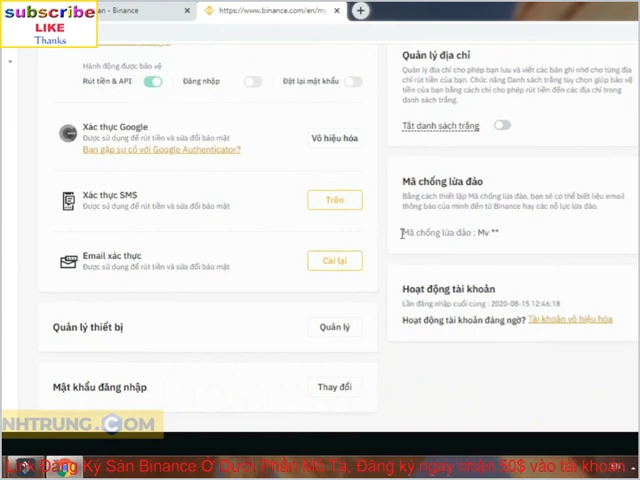 subscribe
LIKE
Thanks
an - Binance
https://www.binance.com/en/my
Hành động được bảo vệ
Rút tiền & API
Đăng nhập
Đặt lại mật khẩu
Xác thực Google
Được sử dụng để rút tiền và sửa đổi bảo mật
Bạn gặp sự cố với Google Authenticator?
Vô hiệu hóa
Xác thực SMS
Được sử dụng để rút tiền và sửa đổi bảo mật
Trên
Email xác thực
Được sử dụng để rút tiền và sửa đổi bảo mật
Cài lại
Quản lý thiết bị
Quản lý
Mật khẩu đăng nhập
Thay đổi
Quản lý địa chỉ
Quản lý địa chỉ cho phép bạn lưu và viết các bản ghi nhớ cho từng địa
chỉ rút tiền của bạn. Chức năng Danh sách trắng tùy chọn giúp bảo vệ
tiền của bạn bằng cách chỉ cho phép rút tiền đến các địa chỉ trong
danh sách trắng.
Tắt danh sách trắng
Mã chống lừa đảo
Bằng cách thiết lập Mã chống lừa đảo, bạn sẽ có thể biết liệu email
thông báo của mình đến từ Binance hay các nỗ lực lừa đảo.
Mã chống lừa đảo : Mv **
Hoạt động tài khoản
Lần đăng nhập cuối cùng : 2020-08-15 12:46:18
Hoạt động tài khoản đáng ngờ? Tài khoản vô hiệu hóa
NHTRUNG.COM
Link Đăng Ký Sàn Binance Ở Dưới Phần Mô Tả, Đăng ký ngay nhận 50$ vào tài khoản